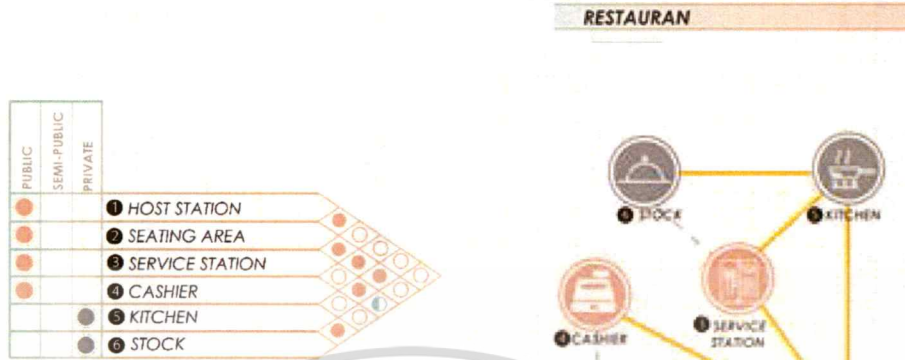 RESTAURAN
PUBLIC
SEMI-PUBLIC
PRIVATE
1 HOST STATION
2 SEATING AREA
3 SERVICE STATION
4 CASHIER
5 KITCHEN
6 STOCK
6 STOCK
5 KITCHEN
4 CASHIER
3 SERVICE
STATION